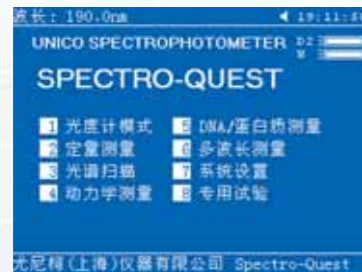 波长: 190.0nm 19:11:5
UNICO SPECTROPHOTOMETER D2
W
SPECTRO-QUEST
1 光度计模式 5 DNA/蛋白质测量
2 定量测量 6 多波长测量
3 光谱扫描 7 系统设置
4 动力学测量 8 专用试验
尤尼柯(上海)仪器有限公司 Spectro-Quest